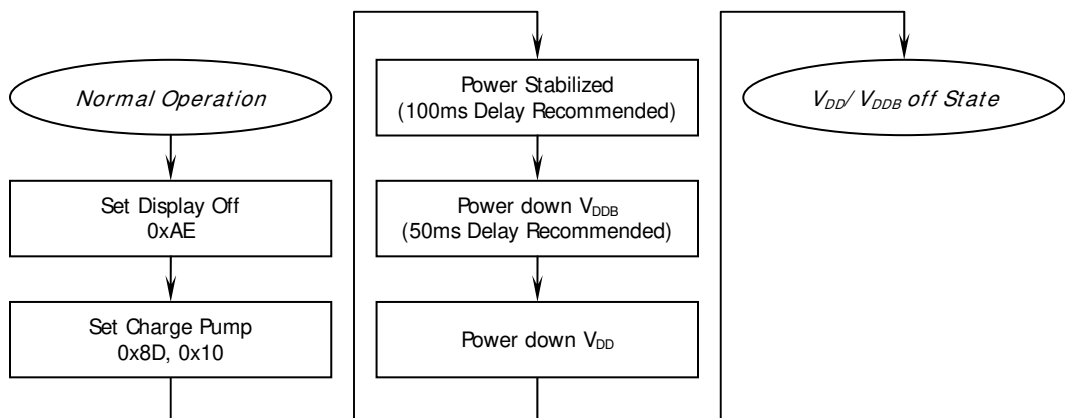 Normal Operation
Set Display Off
0xAE
Set Charge Pump
0x8D, 0x10
Power Stabilized
(100ms Delay Recommended)
Power down VDDB
(50ms Delay Recommended)
Power down VDD
VDD/ VDDB off State